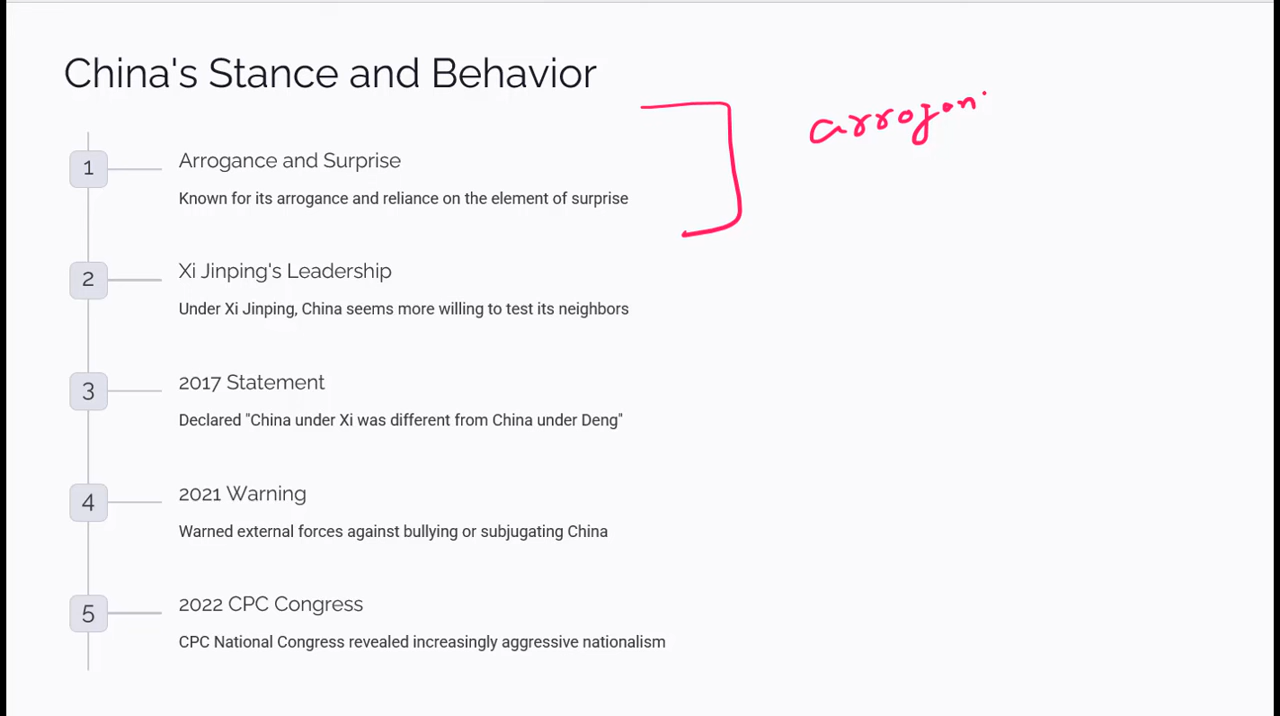 China's Stance and Behavior
arrogan
1
Arrogance and Surprise
Known for its arrogance and reliance on the element of surprise
2
Xi Jinping's Leadership
Under Xi Jinping, China seems more willing to test its neighbors
3
2017 Statement
Declared "China under Xi was different from China under Deng"
4
2021 Warning
Warned external forces against bullying or subjugating China
5
2022 CPC Congress
CPC National Congress revealed increasingly aggressive nationalism